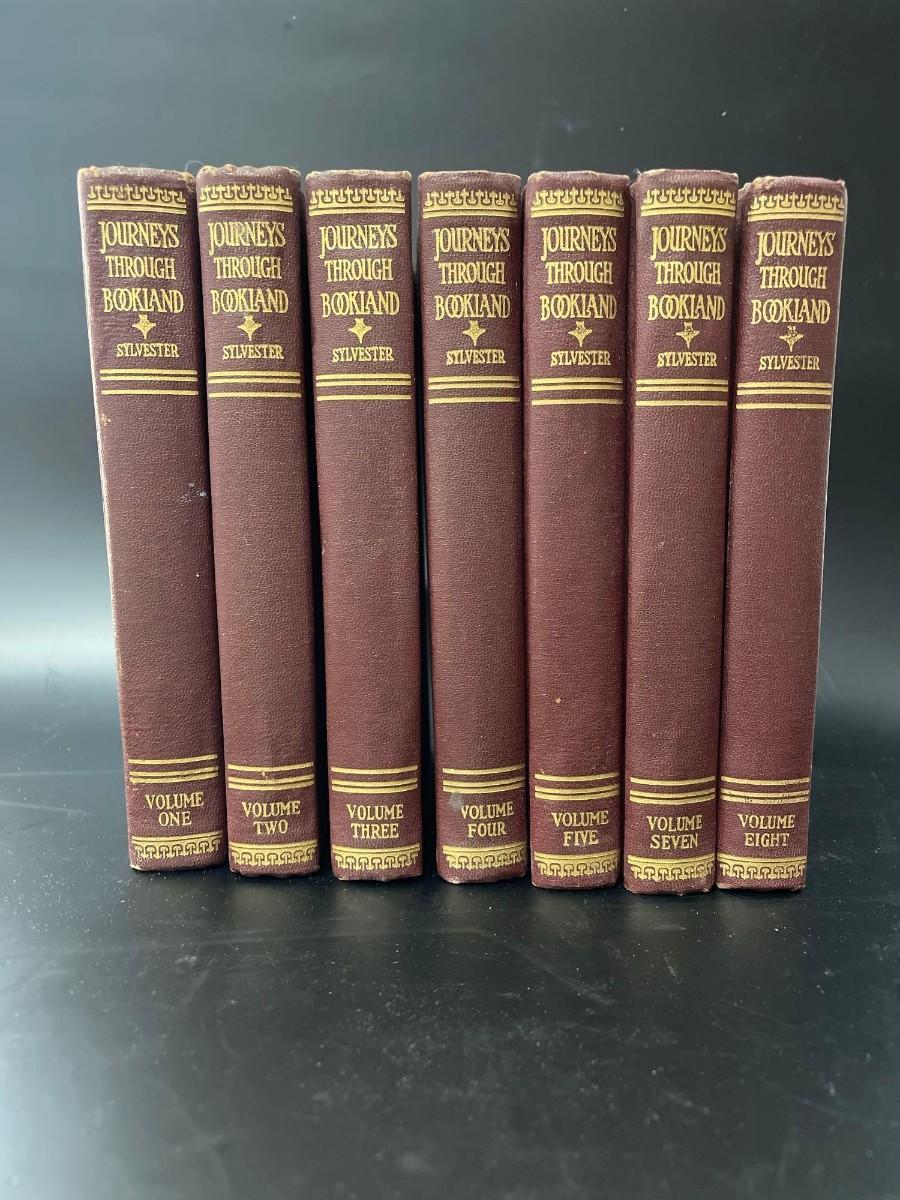 JOURNEYS
THROUGH
BOOKLAND
SYLVESTER
VOLUME
ONE
JOURNEYS
THROUGH
BOOKLAND
SYLVESTER
VOLUME
TWO
JOURNEYS
THROUGH
BOOKLAND
SYLVESTER
VOLUME
THREE
JOURNEYS
THROUGH
BOOKLAND
SYLVESTER
VOLUME
FOUR
JOURNEYS
THROUGH
BOOKLAND
SYLVESTER
VOLUME
FIVE
JOURNEYS
THROUGH
BOOKLAND
SYLVESTER
VOLUME
SEVEN
JOURNEYS
THROUGH
BOOKLAND
SYLVESTER
VOLUME
EIGHT